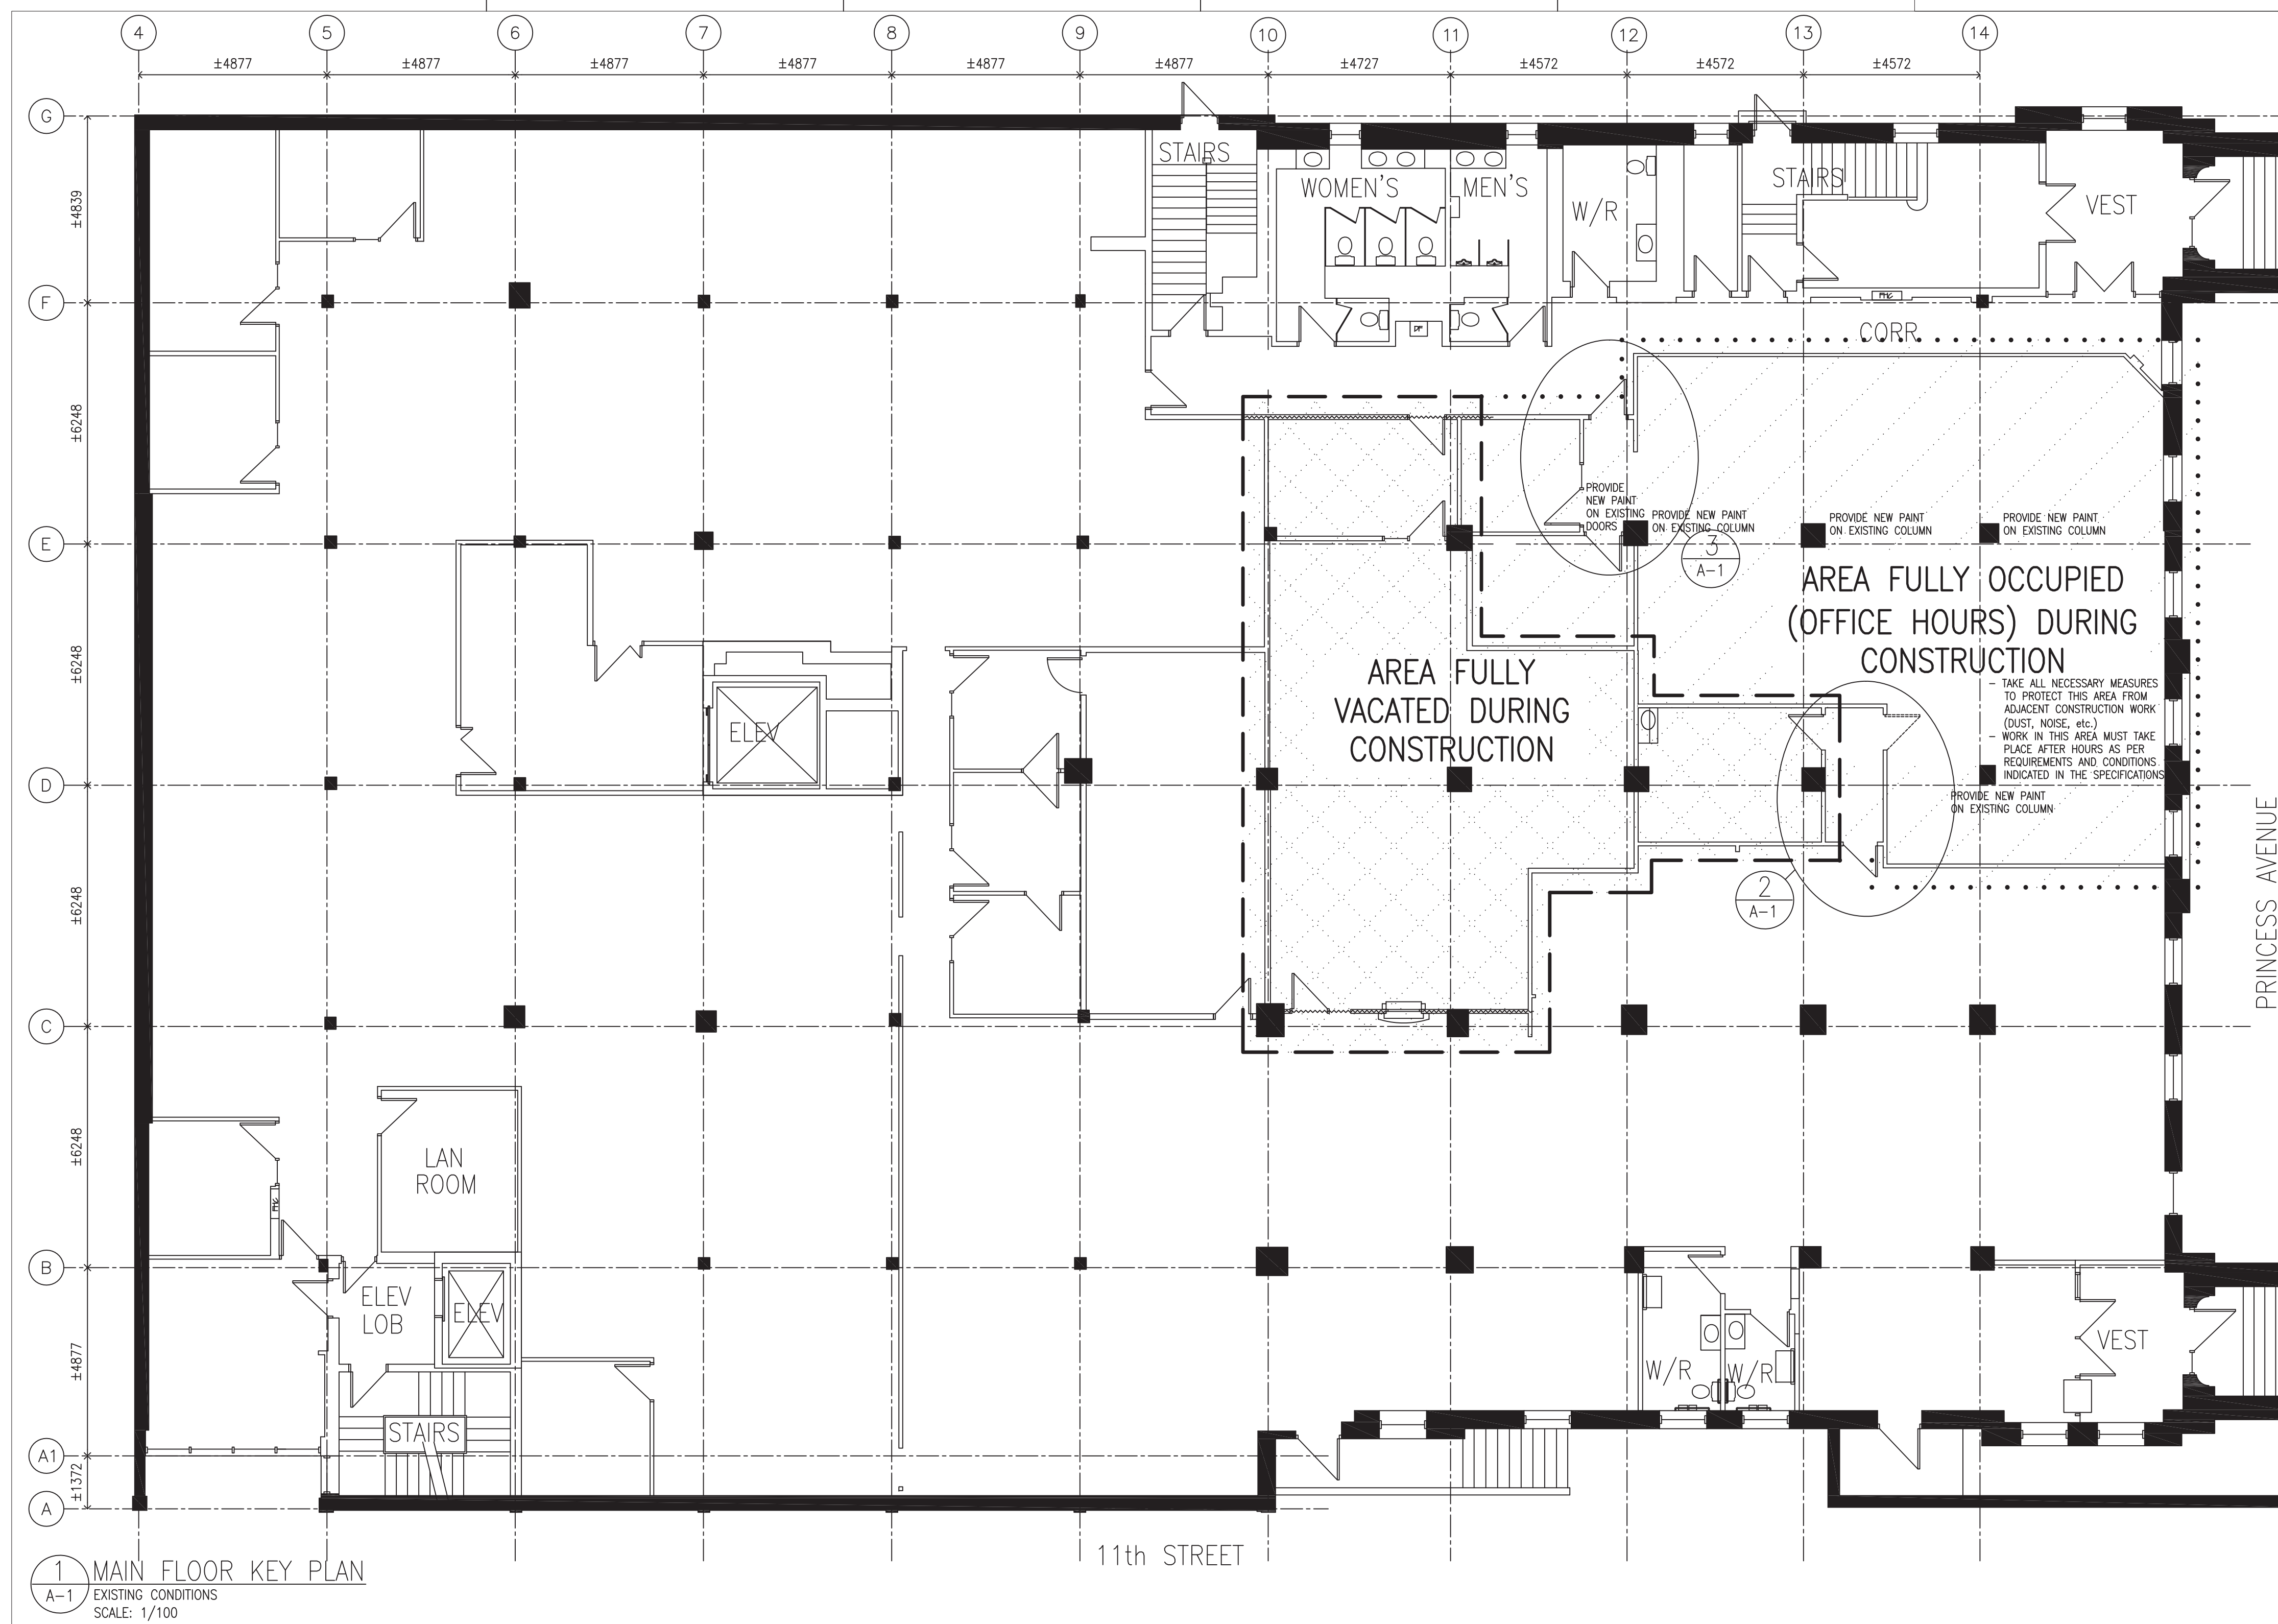 4 5 6 7 8 9 10 11 12 13 14
±4877 ±4877 ±4877 ±4877 ±4877 ±4877 ±4727 ±4572 ±4572 ±4572
G
STAIRS
WOMEN'S
MEN'S
W/R
STAIRS
VEST
±4839
F
FHC
DF
CORR
±6248
PROVIDE
NEW PAINT
ON EXISTING
DOORS
PROVIDE NEW PAINT
ON EXISTING COLUMN
PROVIDE NEW PAINT
ON EXISTING COLUMN
PROVIDE NEW PAINT
ON EXISTING COLUMN
E
3
A-1
AREA FULLY OCCUPIED
(OFFICE HOURS) DURING
CONSTRUCTION
- TAKE ALL NECESSARY MEASURES
TO PROTECT THIS AREA FROM
ADJACENT CONSTRUCTION WORK
(DUST, NOISE, etc.)
- WORK IN THIS AREA MUST TAKE
PLACE AFTER HOURS AS PER
REQUIREMENTS AND CONDITIONS
INDICATED IN THE SPECIFICATIONS
PROVIDE NEW PAINT
ON EXISTING COLUMN
±6248
AREA FULLY
VACATED DURING
CONSTRUCTION
ELEV
D
2
A-1
PRINCESS AVENUE
±6248
C
±6248
LAN
ROOM
FHC
B
ELEV
LOB
ELEV
±4877
W/R
W/R
VEST
STAIRS
A1
±1372
A
11th STREET
1
A-1
MAIN FLOOR KEY PLAN
EXISTING CONDITIONS
SCALE: 1/100